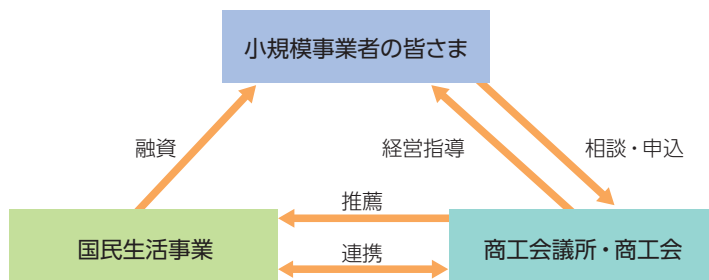 小規模事業者の皆さま
融資
経営指導
相談・申込
推薦
国民生活事業
連携
商工会議所・商工会